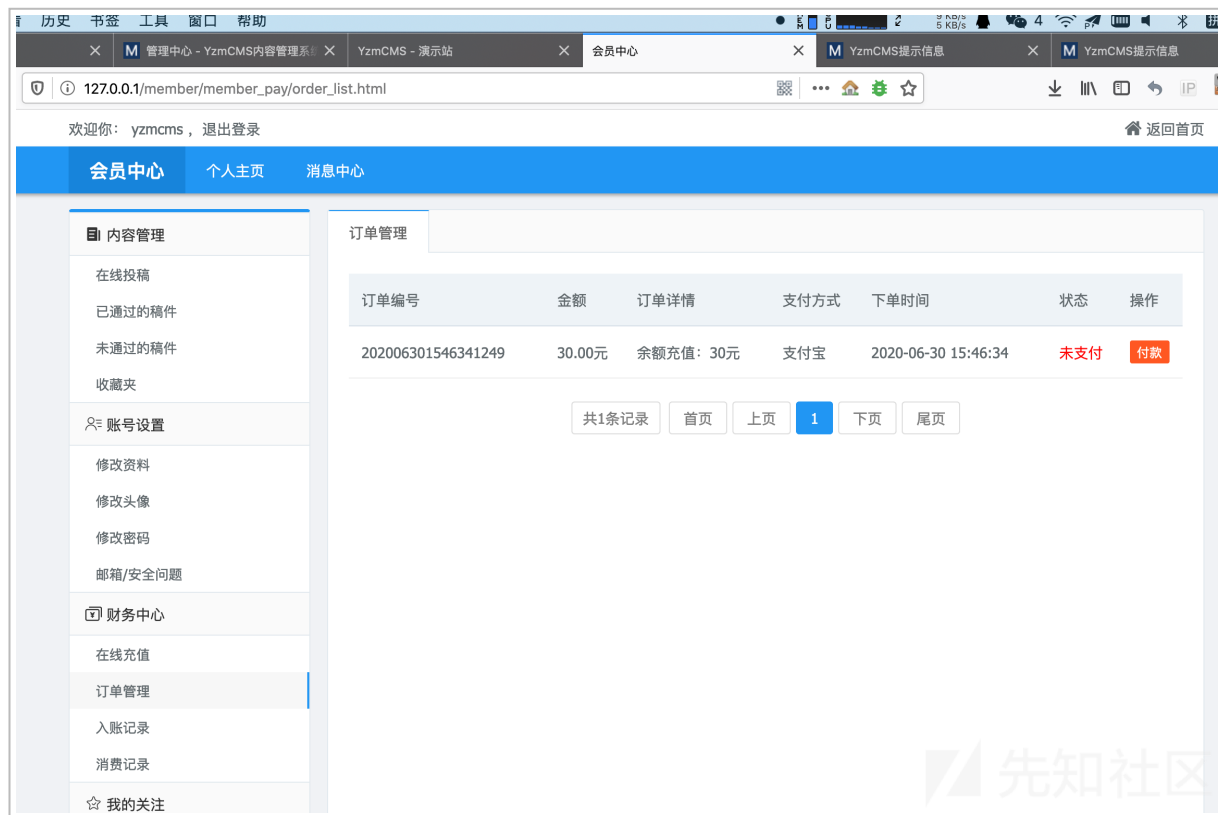 历史 书签 工具 窗口 帮助
9 KB/s
5 KB/s
4
管理中心 - YzmCMS内容管理系统
YzmCMS - 演示站
会员中心
YzmCMS提示信息
YzmCMS提示信息
127.0.0.1/member/member_pay/order_list.html
IP
欢迎你： yzmcms ，退出登录
返回首页
会员中心 个人主页 消息中心
内容管理
在线投稿
已通过的稿件
未通过的稿件
收藏夹
账号设置
修改资料
修改头像
修改密码
邮箱/安全问题
财务中心
在线充值
订单管理
入账记录
消费记录
我的关注
订单管理
订单编号 金额 订单详情 支付方式 下单时间 状态 操作
202006301546341249 30.00元 余额充值：30元 支付宝 2020-06-30 15:46:34 未支付 付款
共1条记录 首页 上页 1 下页 尾页
先知社区